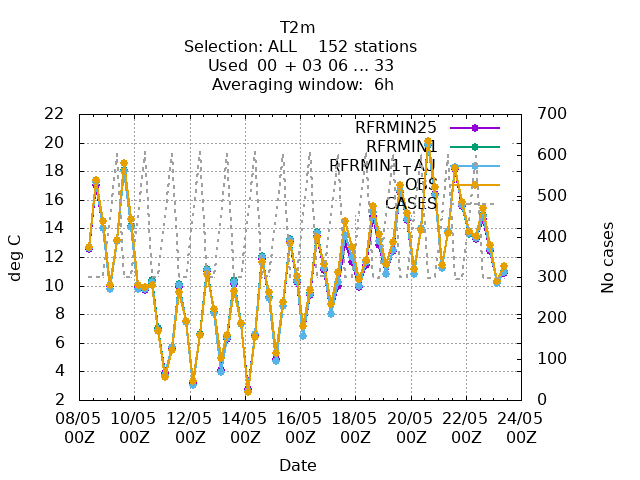 T2m
Selection: ALL    152 stations
Used  00 + 03 06 ... 33
Averaging window:  6h
22 700
RFRMIN25
20 600
RFRMIN1
18 RFRMIN1_AJ
OBS
16 500
CASES
14 400
12
deg C
No cases
10 300
8 200
6
4 100
2 0
08/05 10/05 12/05 14/05 16/05 18/05 20/05 22/05 24/05
00Z 00Z 00Z 00Z 00Z 00Z 00Z 00Z 00Z
Date